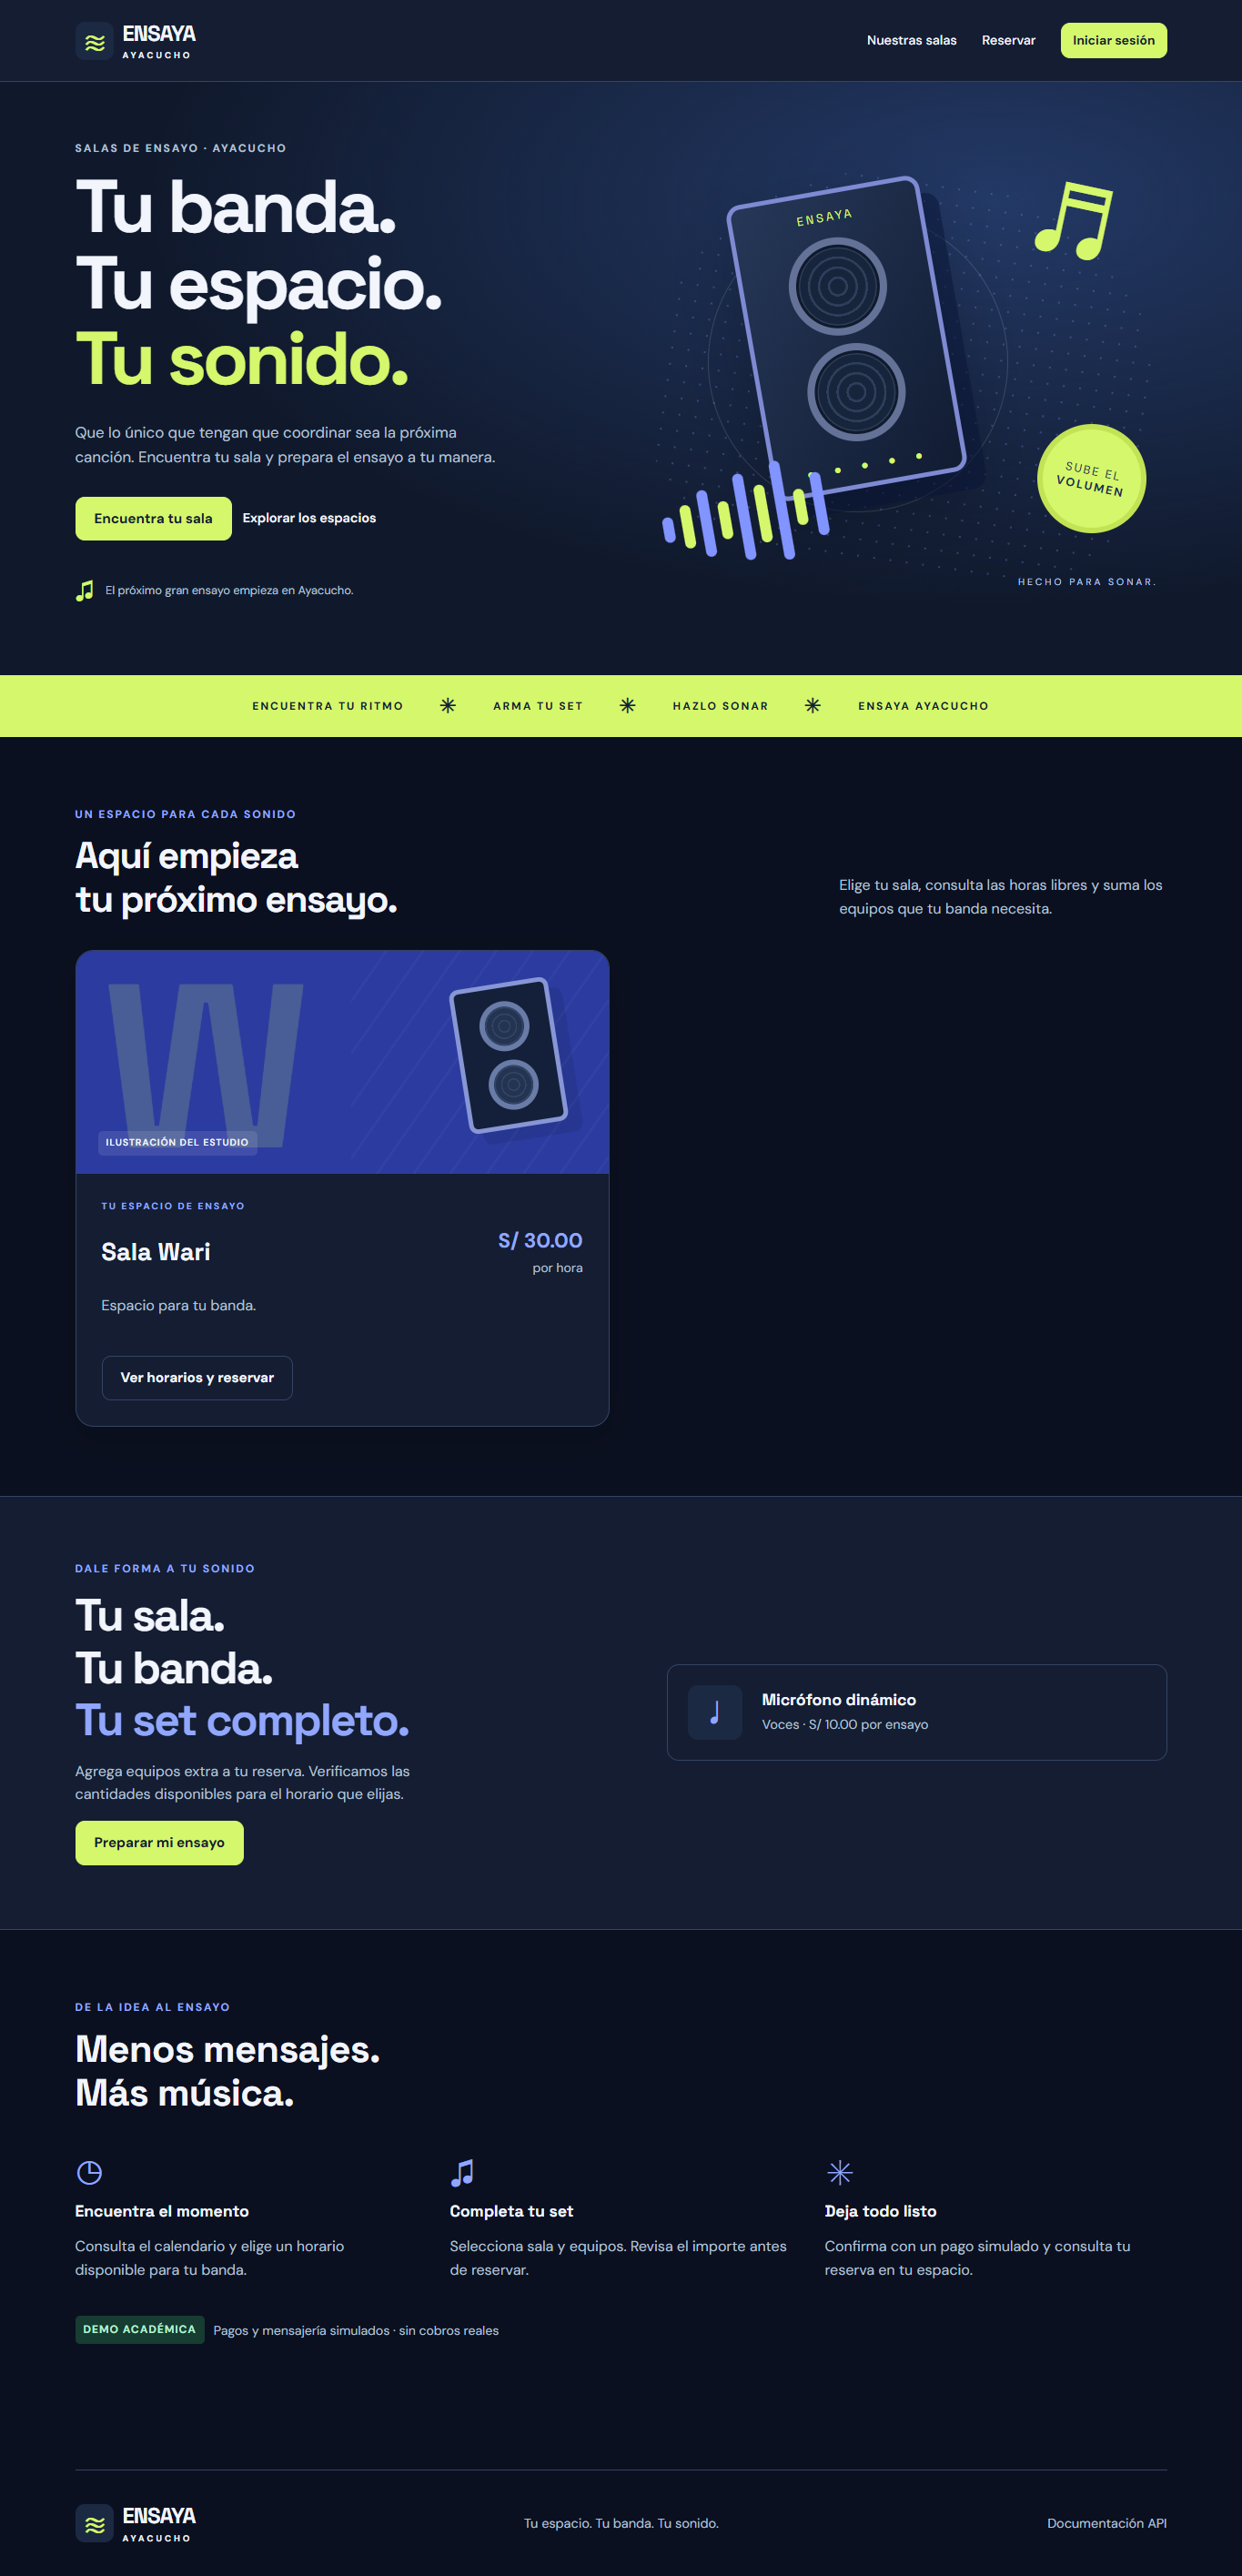 ENSAYA
AYACUCHO
Nuestras salas
Reservar
Iniciar sesión
SALAS DE ENSAYO · AYACUCHO
Tu banda.
Tu espacio.
Tu sonido.
Que lo único que tengan que coordinar sea la próxima
canción. Encuentra tu sala y prepara el ensayo a tu manera.
Encuentra tu sala
Explorar los espacios
El próximo gran ensayo empieza en Ayacucho.
ENSAYA
SUBE EL
VOLUMEN
HECHO PARA SONAR.
ENCUENTRA TU RITMO
ARMA TU SET
HAZLO SONAR
ENSAYA AYACUCHO
UN ESPACIO PARA CADA SONIDO
Aquí empieza
tu próximo ensayo.
Elige tu sala, consulta las horas libres y suma los
equipos que tu banda necesita.
W
ILUSTRACIÓN DEL ESTUDIO
TU ESPACIO DE ENSAYO
Sala Wari
S/ 30.00
por hora
Espacio para tu banda.
Ver horarios y reservar
DALE FORMA A TU SONIDO
Tu sala.
Tu banda.
Tu set completo.
Agrega equipos extra a tu reserva. Verificamos las
cantidades disponibles para el horario que elijas.
Preparar mi ensayo
Micrófono dinámico
Voces · S/ 10.00 por ensayo
DE LA IDEA AL ENSAYO
Menos mensajes.
Más música.
Encuentra el momento
Consulta el calendario y elige un horario
disponible para tu banda.
Completa tu set
Selecciona sala y equipos. Revisa el importe antes
de reservar.
Deja todo listo
Confirma con un pago simulado y consulta tu
reserva en tu espacio.
DEMO ACADÉMICA
Pagos y mensajería simulados · sin cobros reales
ENSAYA
AYACUCHO
Tu espacio. Tu banda. Tu sonido.
Documentación API